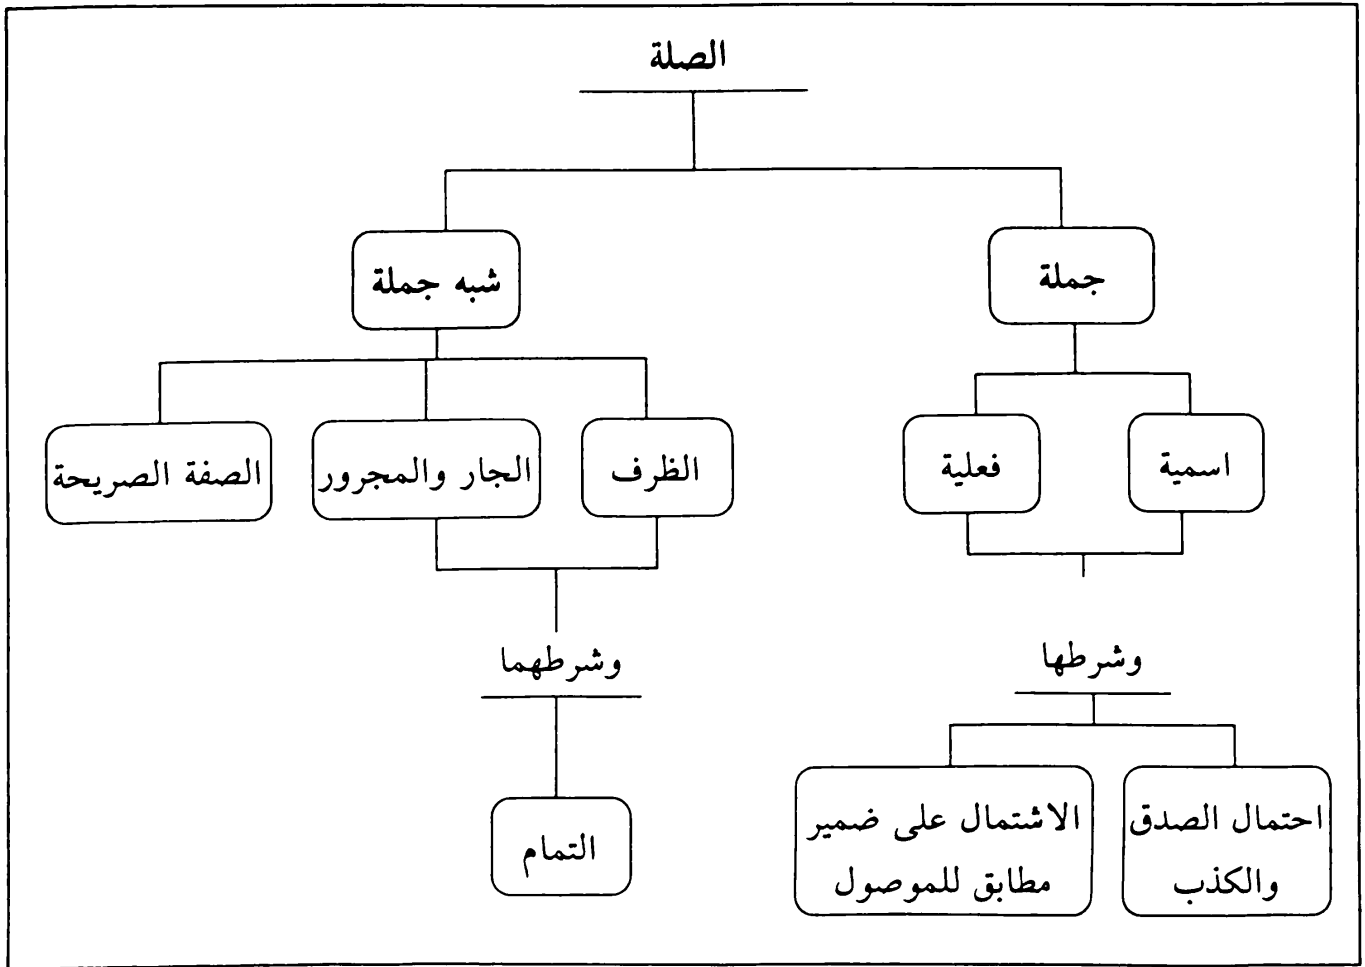 الصلة
جملة
شبه جملة
اسمية
فعلية
الظرف
الجار والمجرور
الصفة الصريحة
وشرطها
وشرطهما
احتمال الصدق
والكذب
الاشتمال على ضمير
مطابق للموصول
التمام